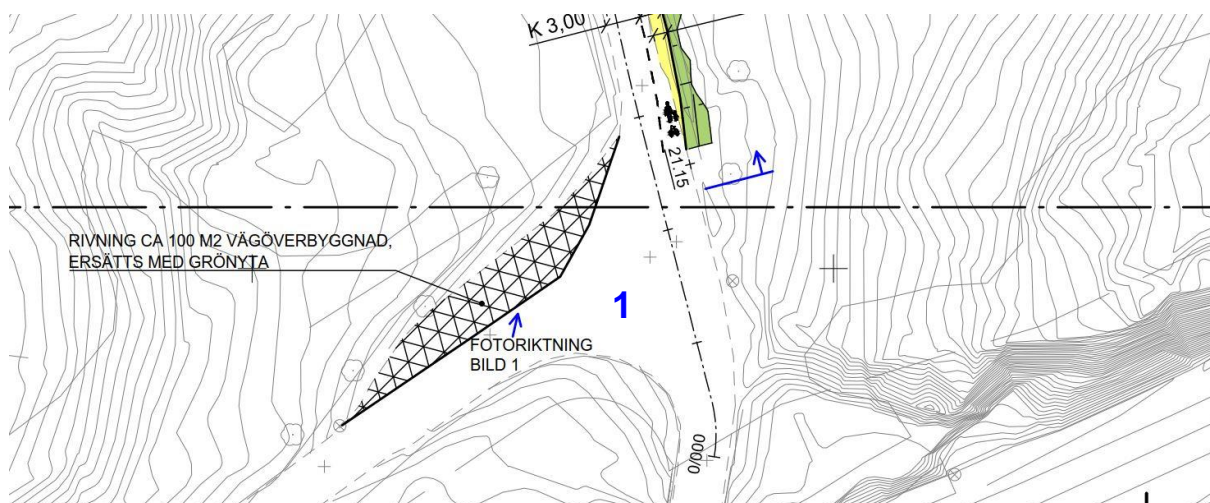 K 3,00
21.15
RIVNING CA 100 M2 VÄGÖVERBYGGNAD,
ERSÄTTS MED GRÖNYTA
1
FOTORIKTNING
BILD 1
0/000